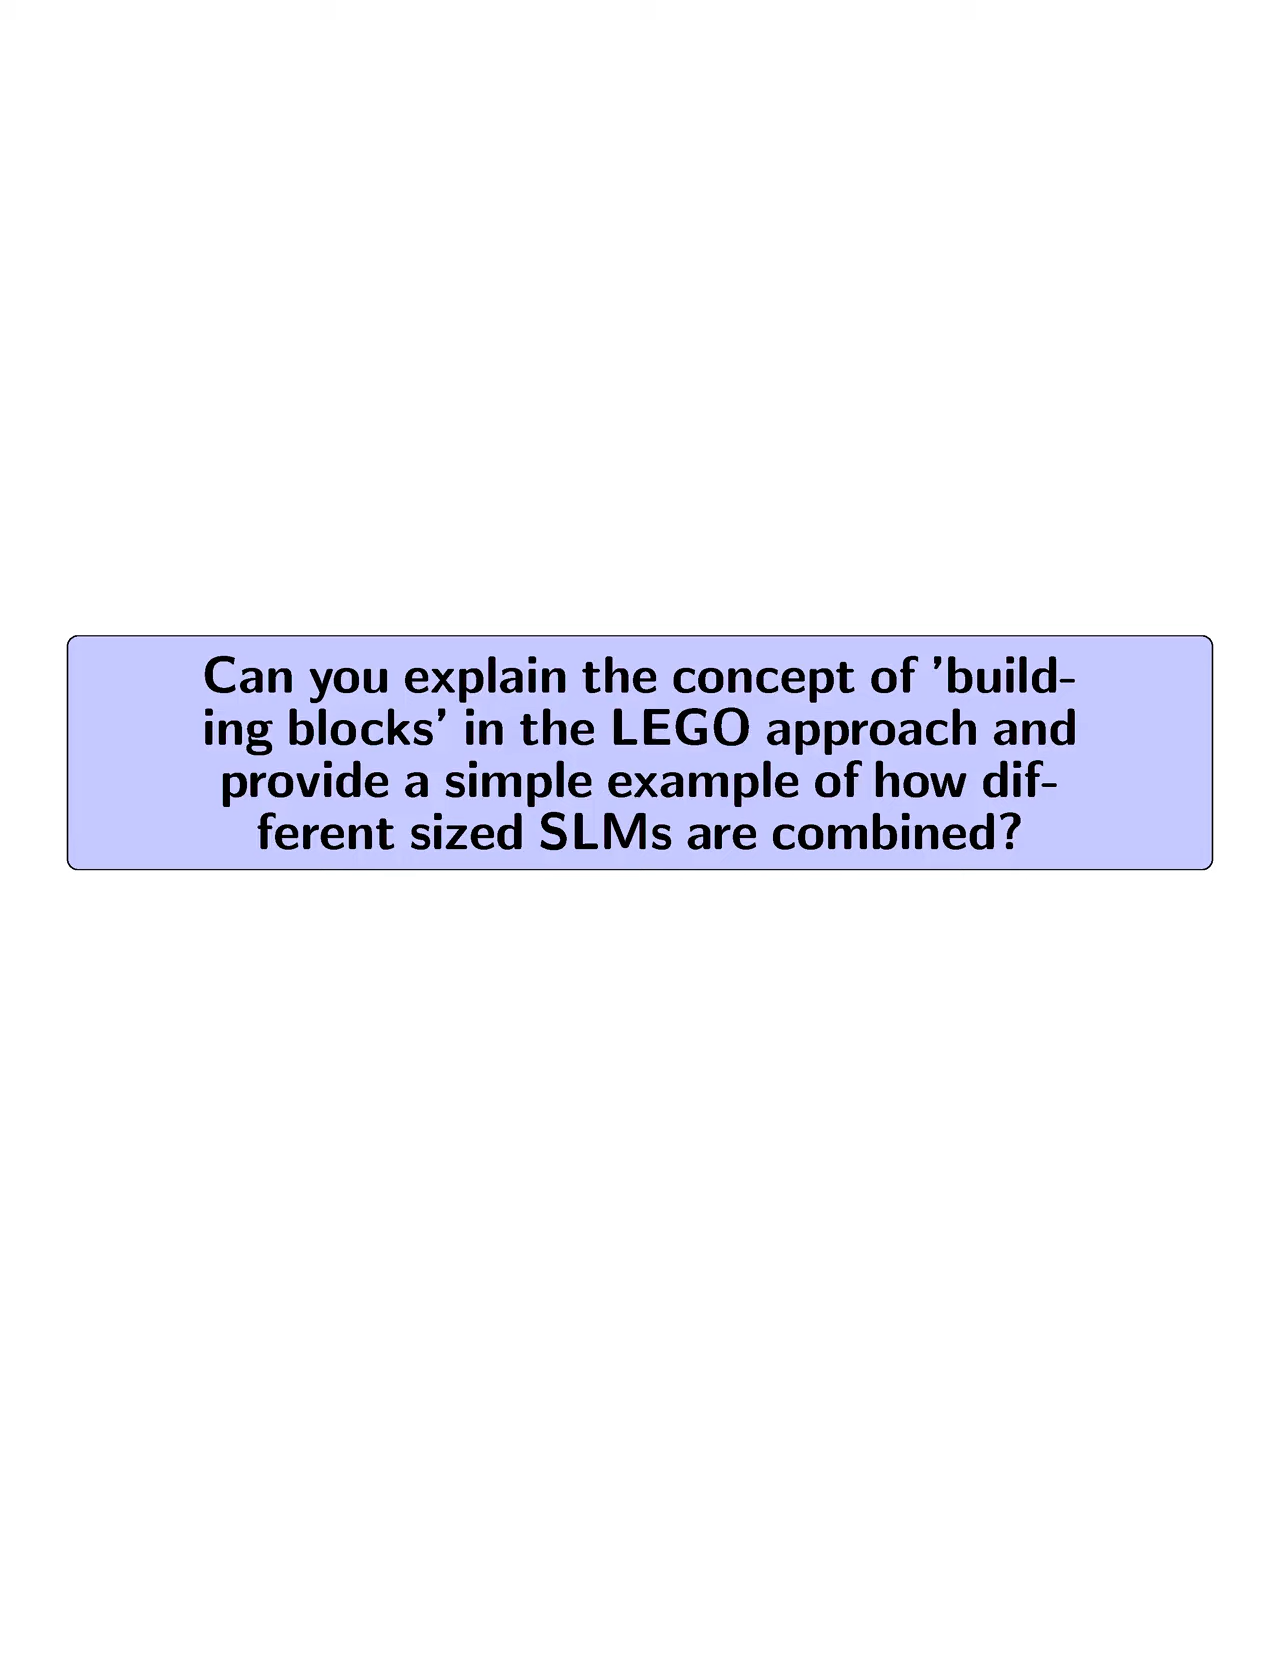 Can you explain the concept of ’build-
ing blocks’ in the LEGO approach and
provide a simple example of how dif-
ferent sized SLMs are combined?